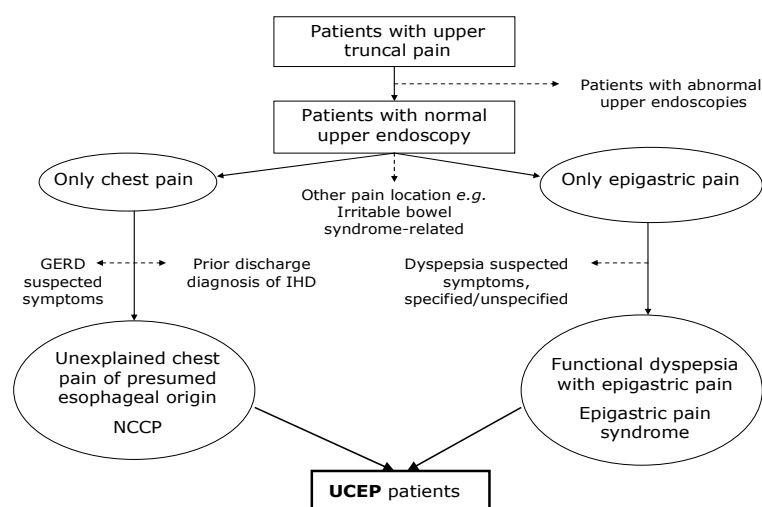 Patients with upper
truncal pain
Patients with abnormal
upper endoscopies
Patients with normal
upper endoscopy
Only chest pain
Other pain location e.g.
Irritable bowel
syndrome-related
Only epigastric pain
GERD
suspected
symptoms
Prior discharge
diagnosis of IHD
Dyspepsia suspected
symptoms,
specified/unspecified
Unexplained chest
pain of presumed
esophageal origin
NCCP
Functional dyspepsia
with epigastric pain
Epigastric pain
syndrome
UCEP patients